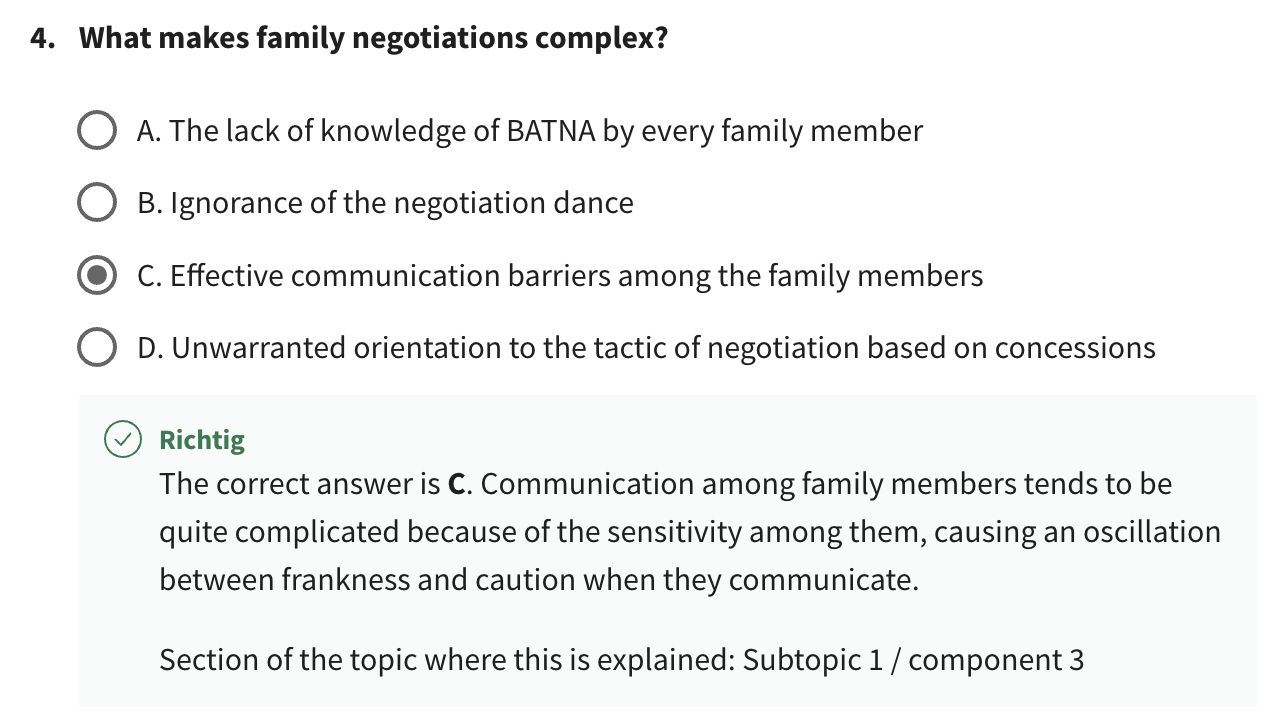 4. What makes family negotiations complex?
A. The lack of knowledge of BATNA by every family member
B. Ignorance of the negotiation dance
C. Effective communication barriers among the family members
D. Unwarranted orientation to the tactic of negotiation based on concessions
Richtig
The correct answer is C. Communication among family members tends to be
quite complicated because of the sensitivity among them, causing an oscillation
between frankness and caution when they communicate.
Section of the topic where this is explained: Subtopic 1 / component 3